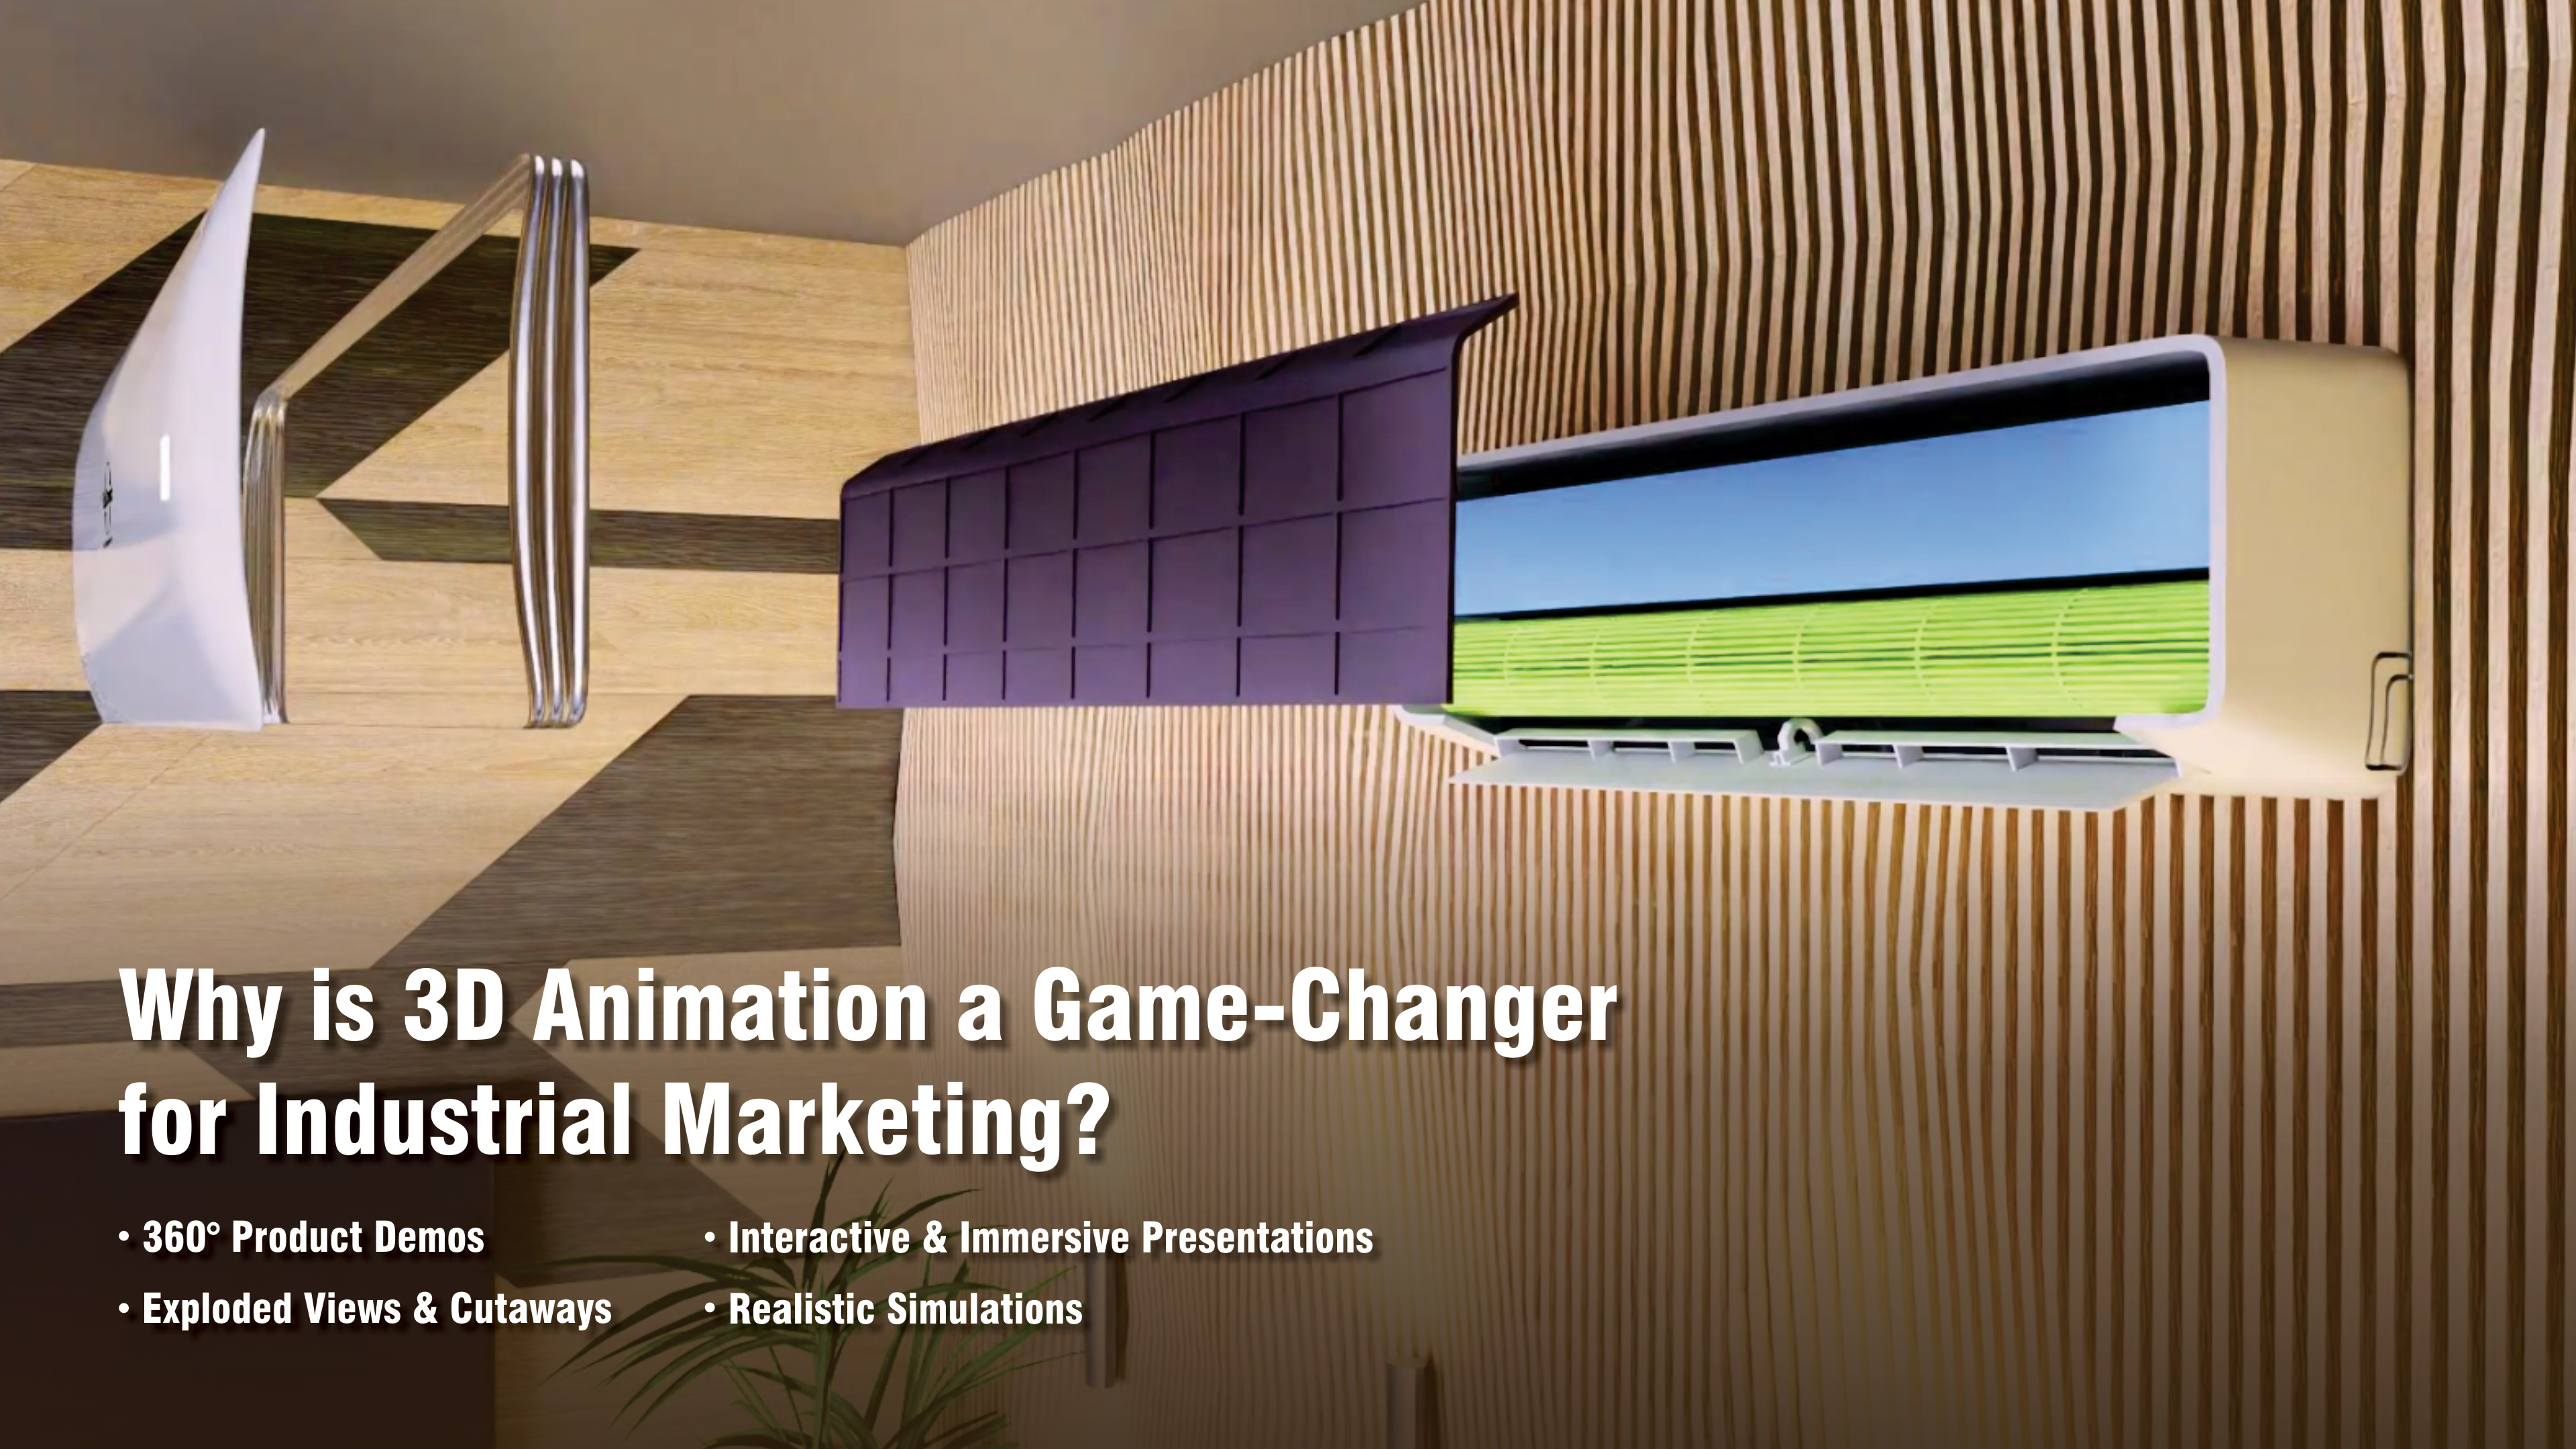 Why is 3D Animation a Game-Changer
for Industrial Marketing?
• 360° Product Demos
• Exploded Views & Cutaways
• Interactive & Immersive Presentations
• Realistic Simulations